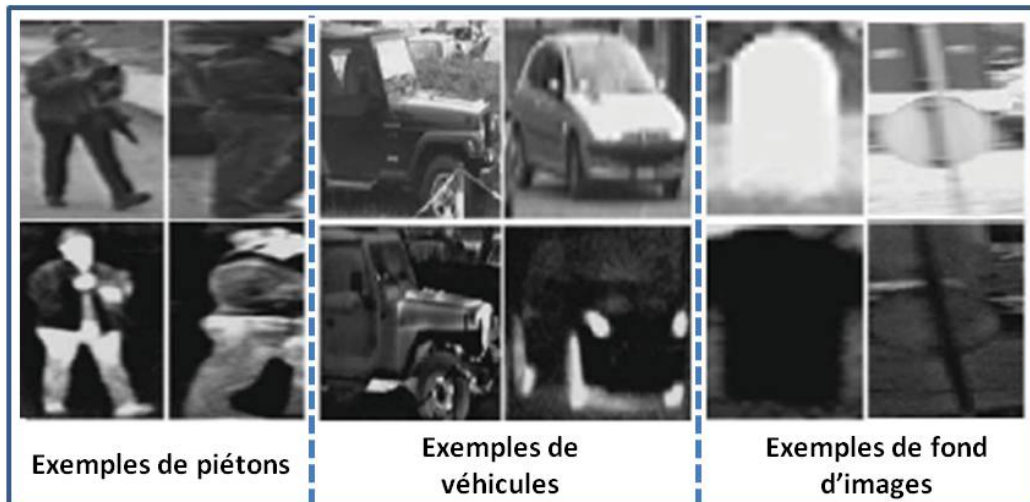 Exemples de piétons
Exemples de
véhicules
Exemples de fond
d'images